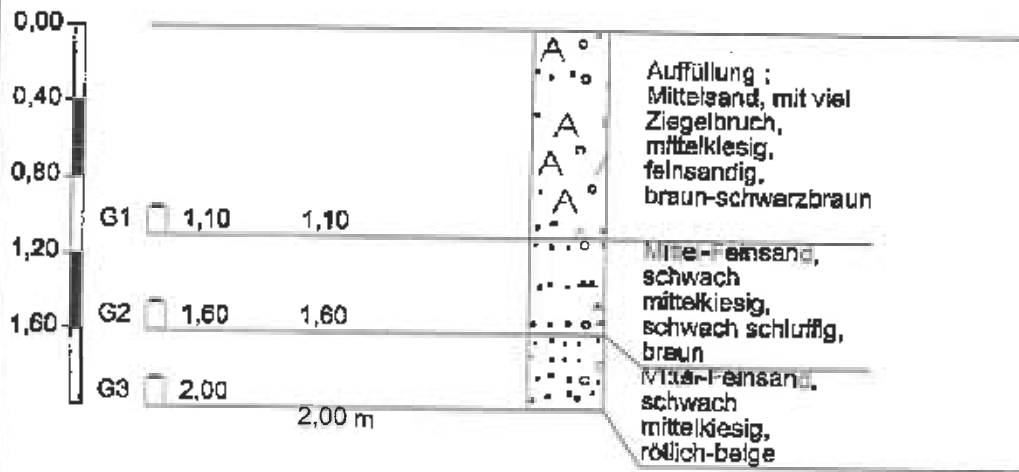 0,00
0,40
0,80
1,20
1,60
G1 1,10 1,10
G2 1,60 1,60
G3 2,00
2,00 m
A
A
A
A
Auffüllung :
Mittelsand, mit viel
Ziegelbruch,
mittelkiesig,
feinsandig,
braun-schwarzbraun
Mittel-Feinsand,
schwach
mittelkiesig,
schwach schluffig,
braun
Mittel-Feinsand,
schwach
mittelkiesig,
rötlich-beige